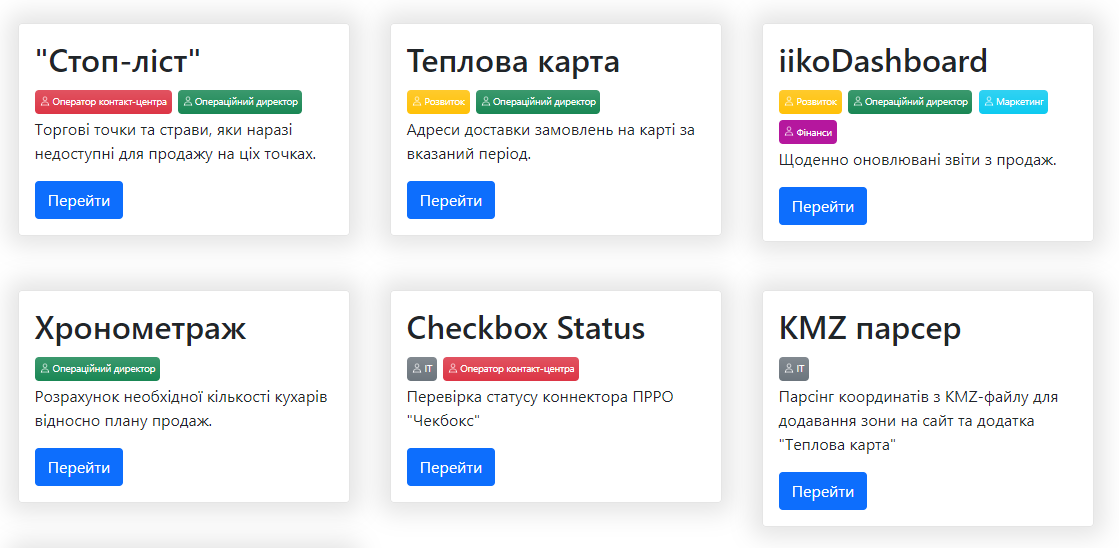 "Стоп-ліст"
Оператор контакт-центра Операційний директор
Торгові точки та страви, яки наразі
недоступні для продажу на ціх точках.
Перейти
Теплова карта
Розвиток Операційний директор
Адреси доставки замовлень на карті за
вказаний період.
Перейти
iikoDashboard
Розвиток Операційний директор Маркетинг
Фінанси
Щоденно оновлювані звіти з продаж.
Перейти
Хронометраж
Операційний директор
Розрахунок необхідної кількості кухарів
відносно плану продаж.
Перейти
Checkbox Status
IT Оператор контакт-центра
Перевірка статусу коннектора ПРРО
"Чекбокс"
Перейти
KMZ парсер
IT
Парсінг координатів з KMZ-файлу для
додавання зони на сайт та додатка
"Теплова карта"
Перейти